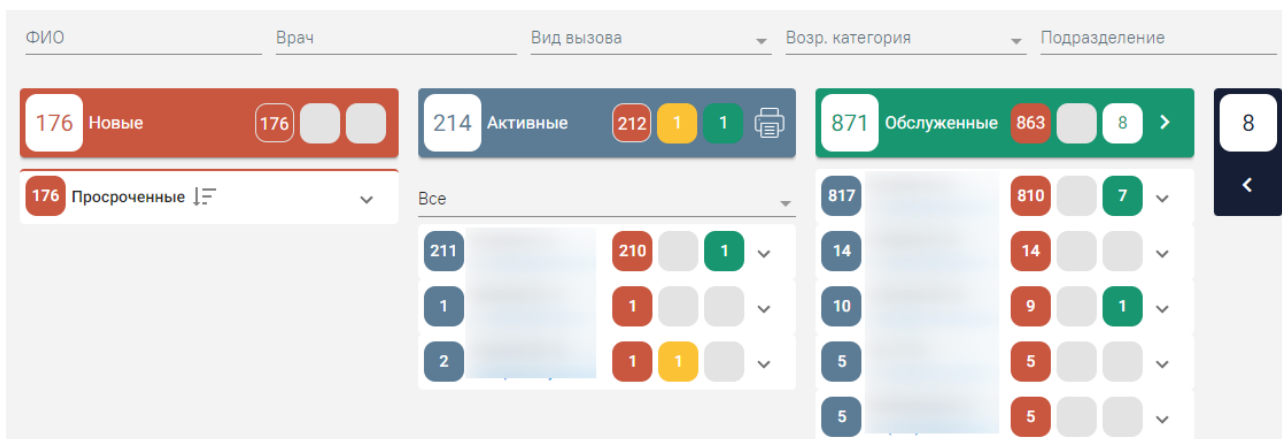 ФИО Врач Вид вызова Возр. категория Подразделение
176 Новые 176
176 Просроченные
214 Активные 212 1 1
Все
211 210 1
1 1
2 1 1
871 Обслуженные 863 8
817 810 7
14 14
10 9 1
5 5
5 5
8